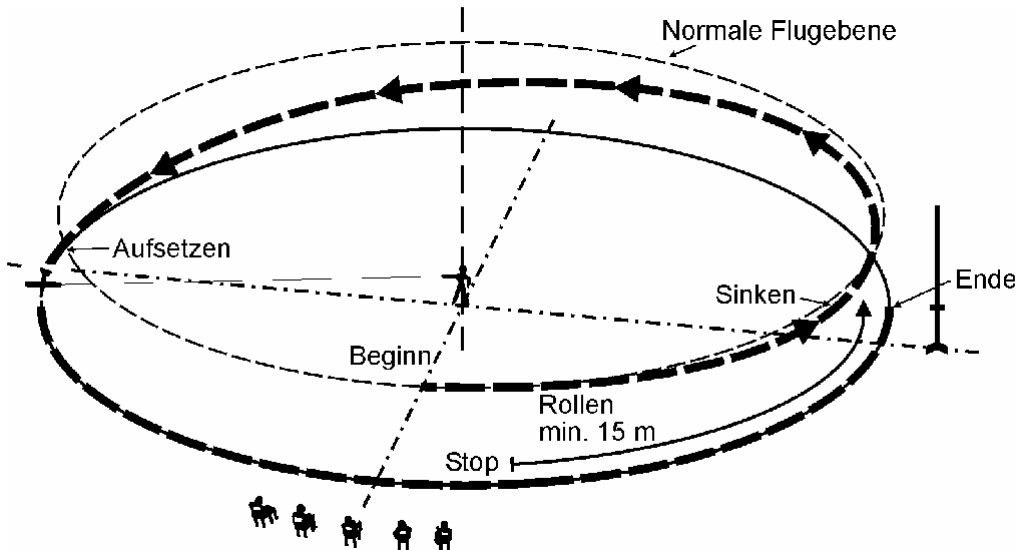 Normale Flugebene
Aufsetzen
Sinken
Ende
Beginn
Rollen
min. 15 m
Stop